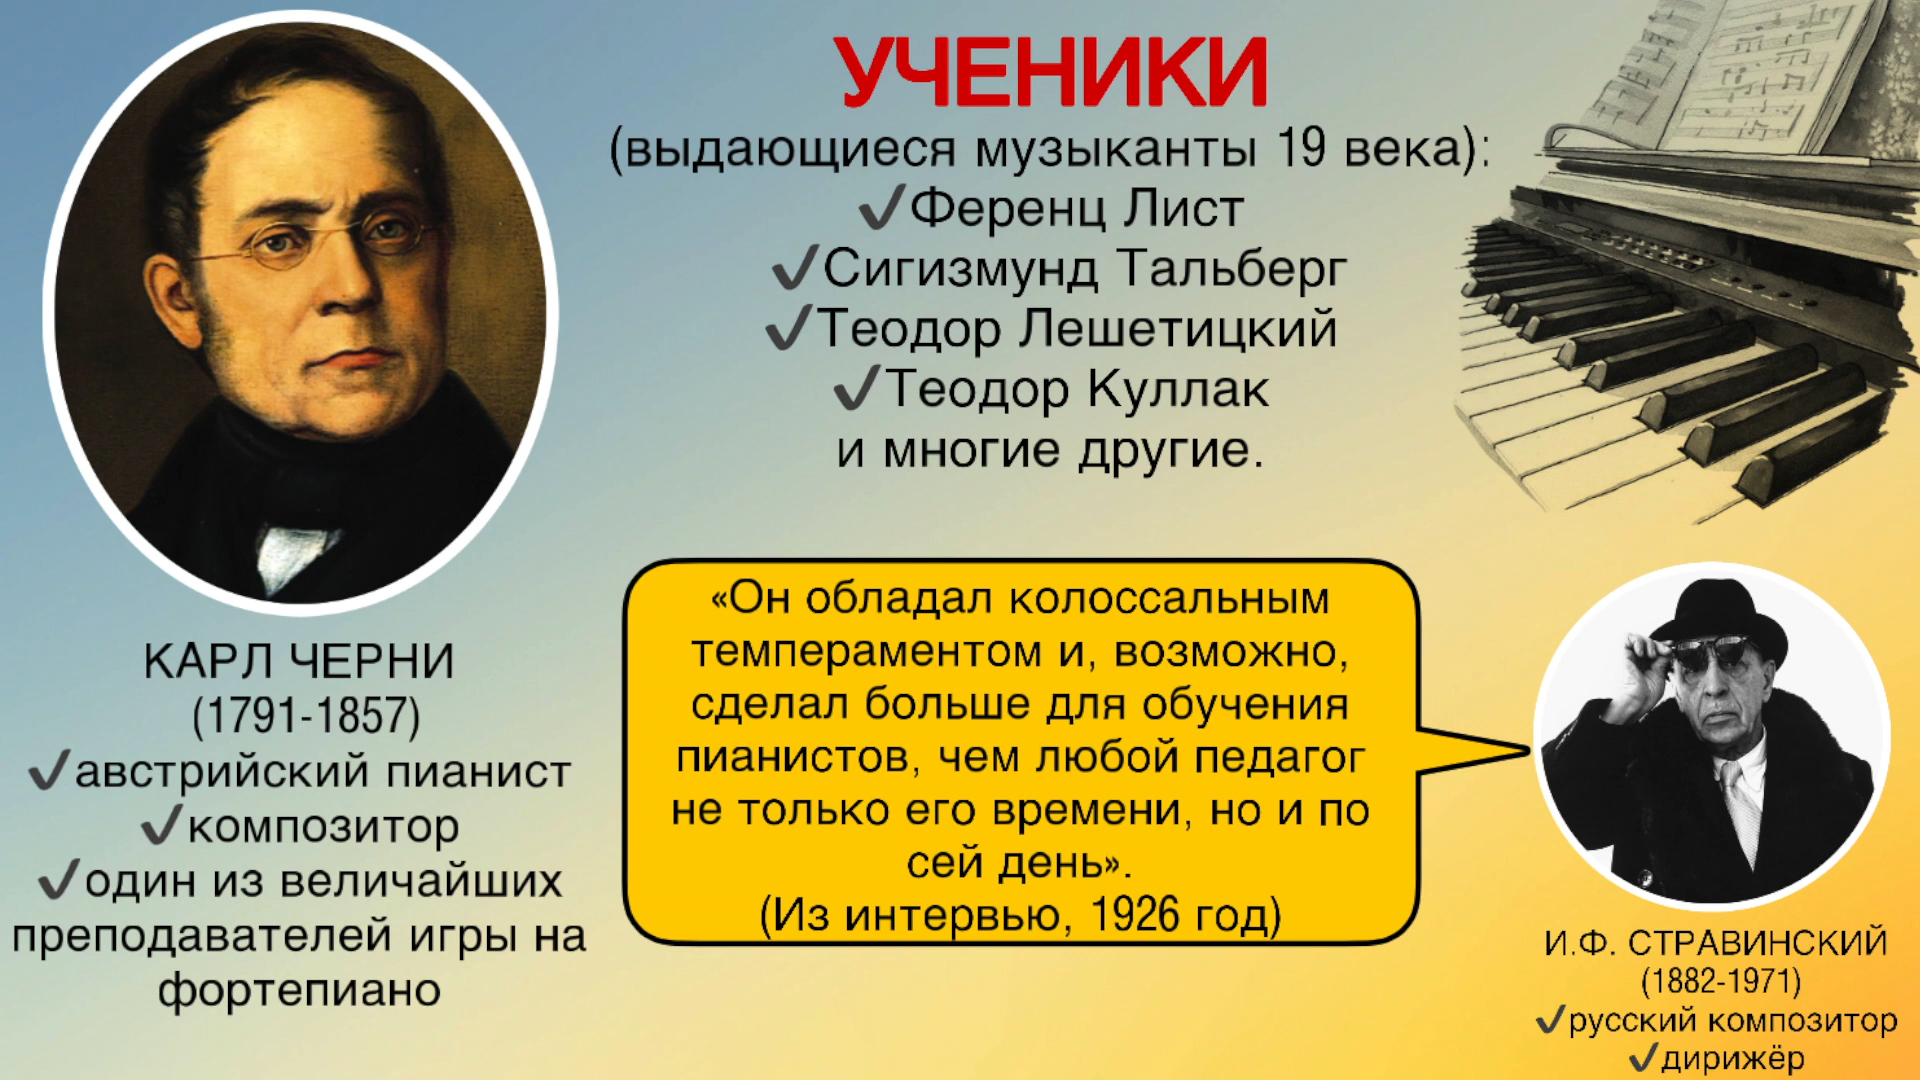 УЧЕНИКИ
(выдающиеся музыканты 19 века):
✔Ференц Лист
✔Сигизмунд Тальберг
✔Теодор Лешетицкий
✔Теодор Куллак
и многие другие.
КАРЛ ЧЕРНИ
(1791-1857)
✔австрийский пианист
✔композитор
✔один из величайших
преподавателей игры на
фортепиано
«Он обладал колоссальным
темпераментом и, возможно,
сделал больше для обучения
пианистов, чем любой педагог
не только его времени, но и по
сей день».
(Из интервью, 1926 год)
И.Ф. СТРАВИНСКИЙ
(1882-1971)
✔русский композитор
✔дирижёр